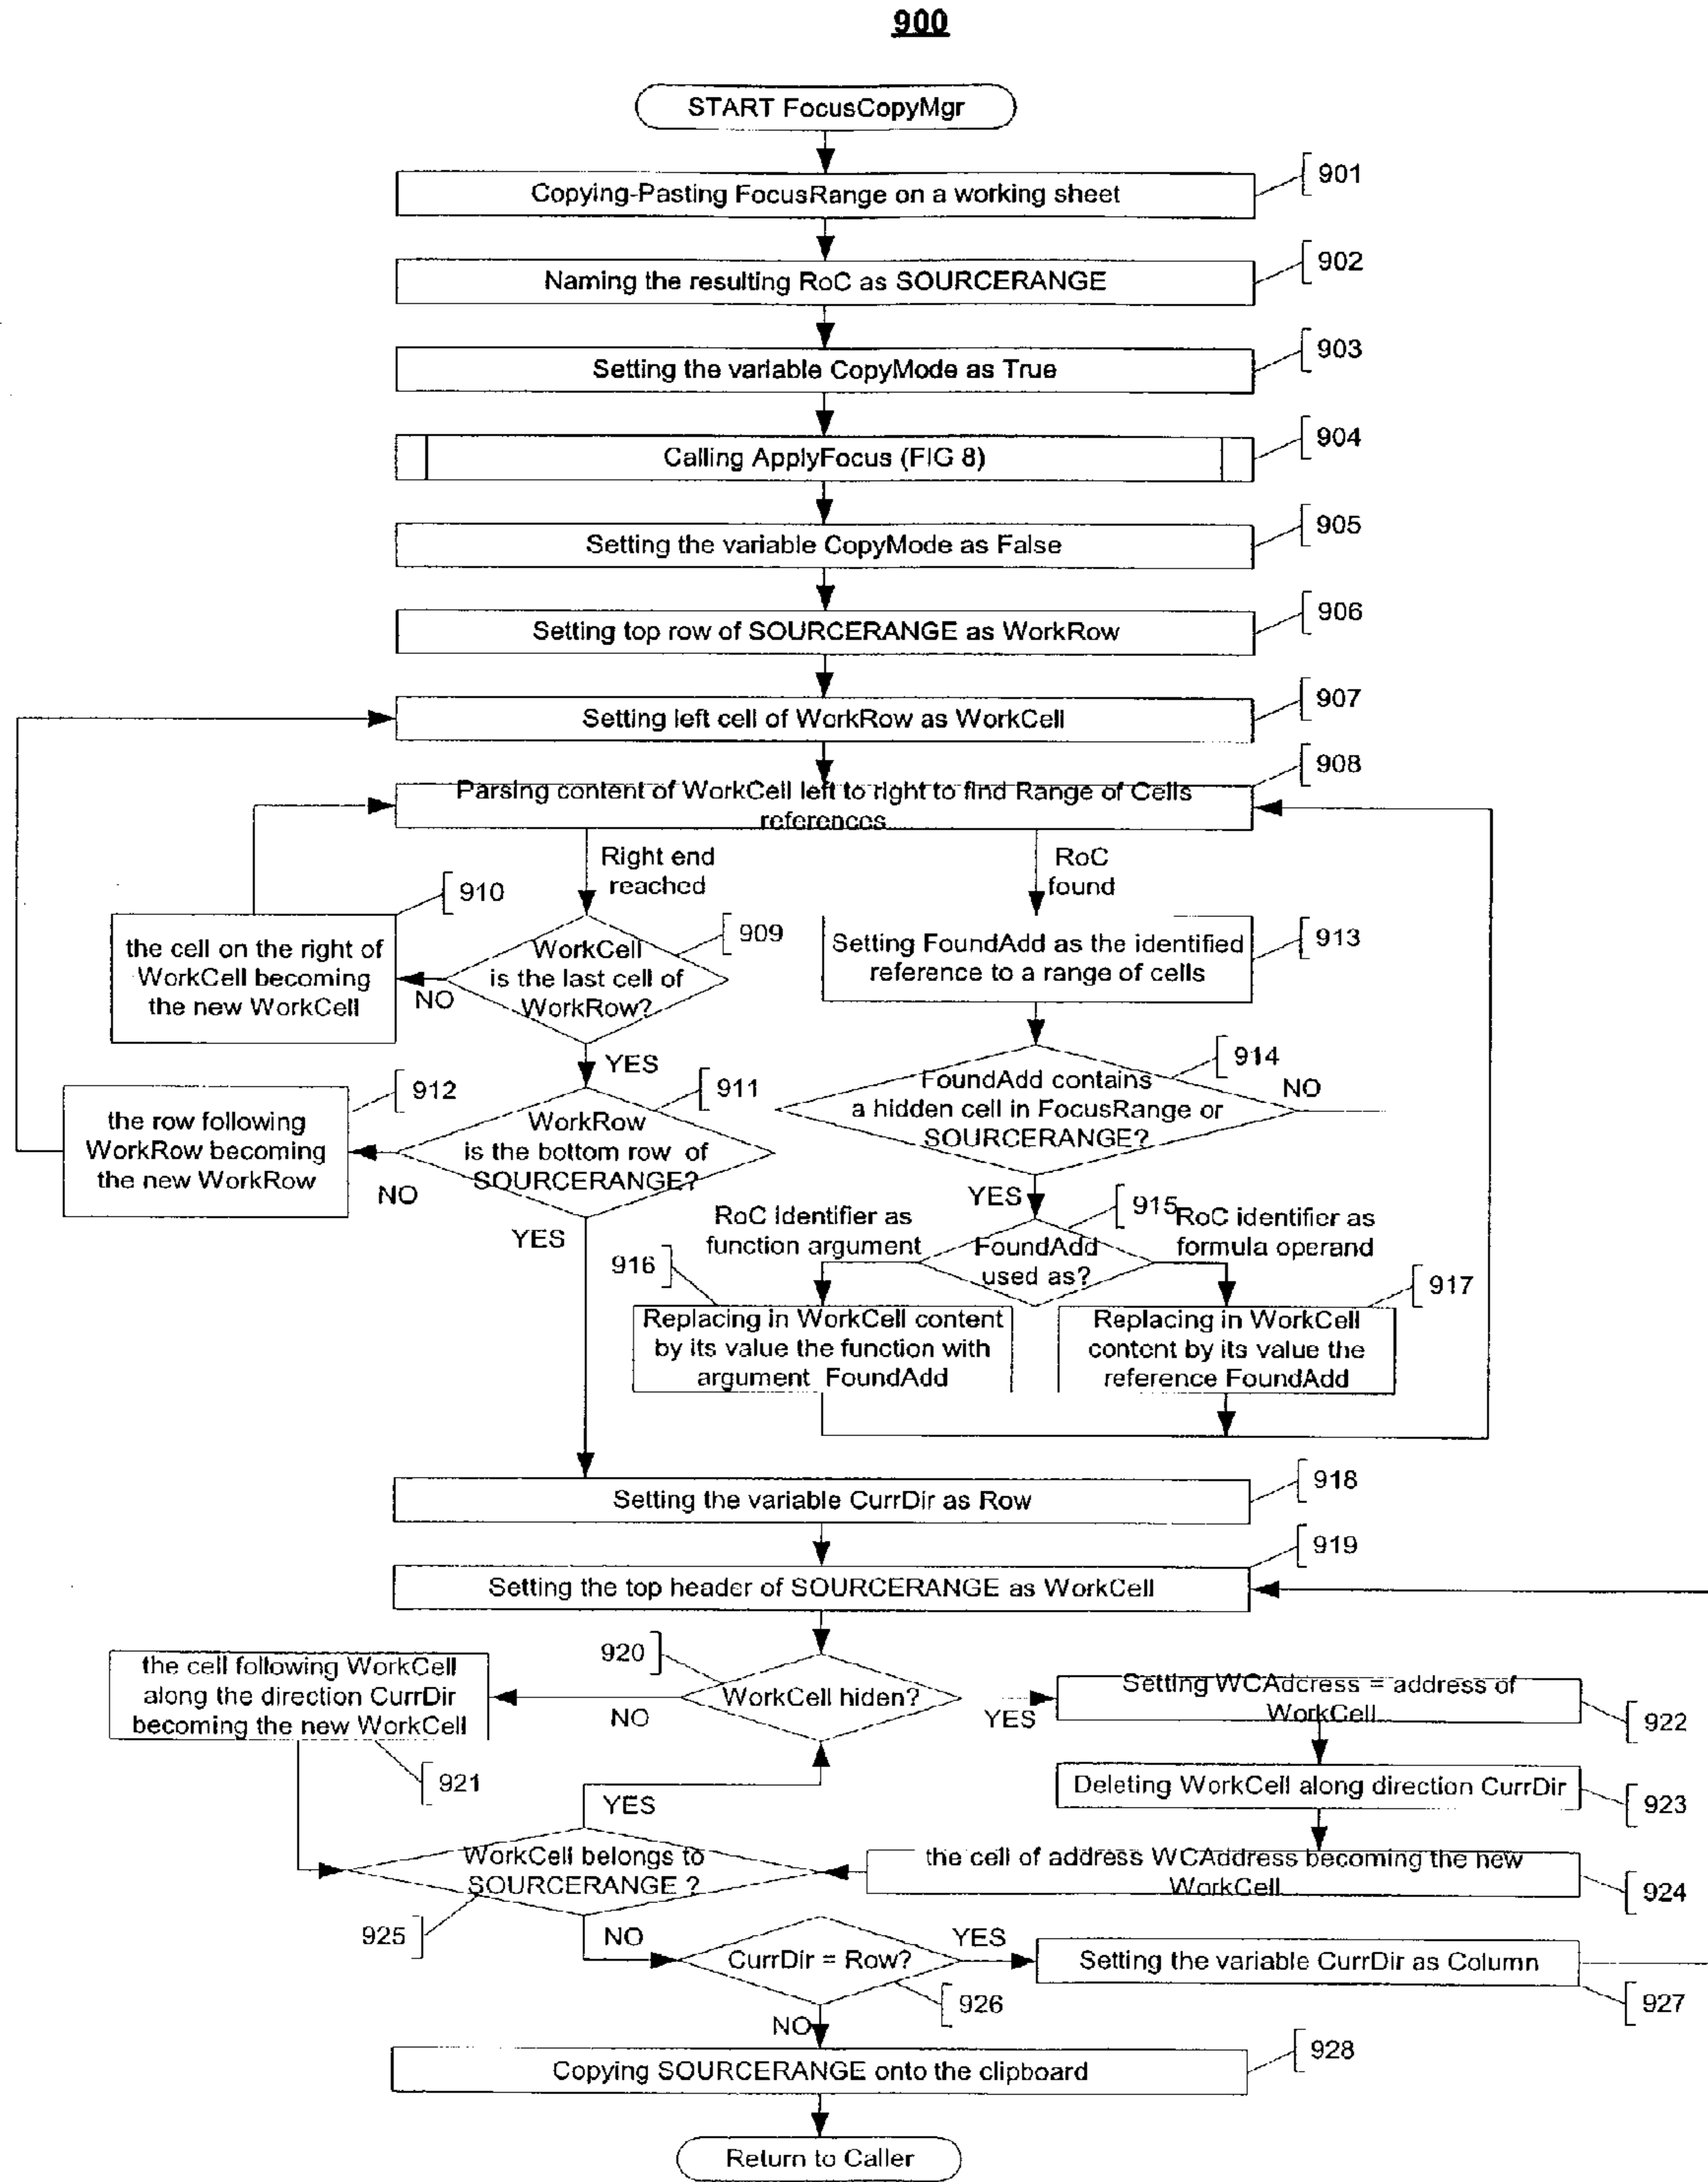 900
START FocusCopyMgr
Copying-Pasting FocusRange on a working sheet
901
Naming the resulting RoC as SOURCERANGE
902
Setting the variable CopyMode as True
903
Calling ApplyFocus (FIG 8)
904
Setting the variable CopyMode as False
905
Setting top row of SOURCERANGE as WorkRow
906
Setting left cell of WorkRow as WorkCell
907
Parsing content of WorkCell left to right to find Range of Cells
references
908
Right end
reached
RoC
found
910
the cell on the right of
WorkCell becoming
the new WorkCell
909
WorkCell
is the last cell of
WorkRow?
NO
YES
Setting FoundAdd as the identified
reference to a range of cells
913
912
the row following
WorkRow becoming
the new WorkRow
911
WorkRow
is the bottom row of
SOURCERANGE?
NO
YES
914
FoundAdd contains
a hidden cell in FocusRange or
SOURCERANGE?
NO
YES
915
RoC Identifier as
function argument
FoundAdd
used as?
RoC identifier as
formula operand
916
Replacing in WorkCell content
by its value the function with
argument FoundAdd
917
Replacing in WorkCell
content by its value the
reference FoundAdd
Setting the variable CurrDir as Row
918
Setting the top header of SOURCERANGE as WorkCell
919
920
WorkCell hiden?
NO
YES
the cell following WorkCell
along the direction CurrDir
becoming the new WorkCell
921
Setting WCAdcress = address of
WorkCell
922
Deleting WorkCell along direction CurrDir
923
the cell of address WCAddress becoming the new
WorkCell
924
YES
WorkCell belongs to
SOURCERANGE ?
925
NO
CurrDir = Row?
926
YES
Setting the variable CurrDir as Column
927
NO
Copying SOURCERANGE onto the clipboard
928
Return to Caller